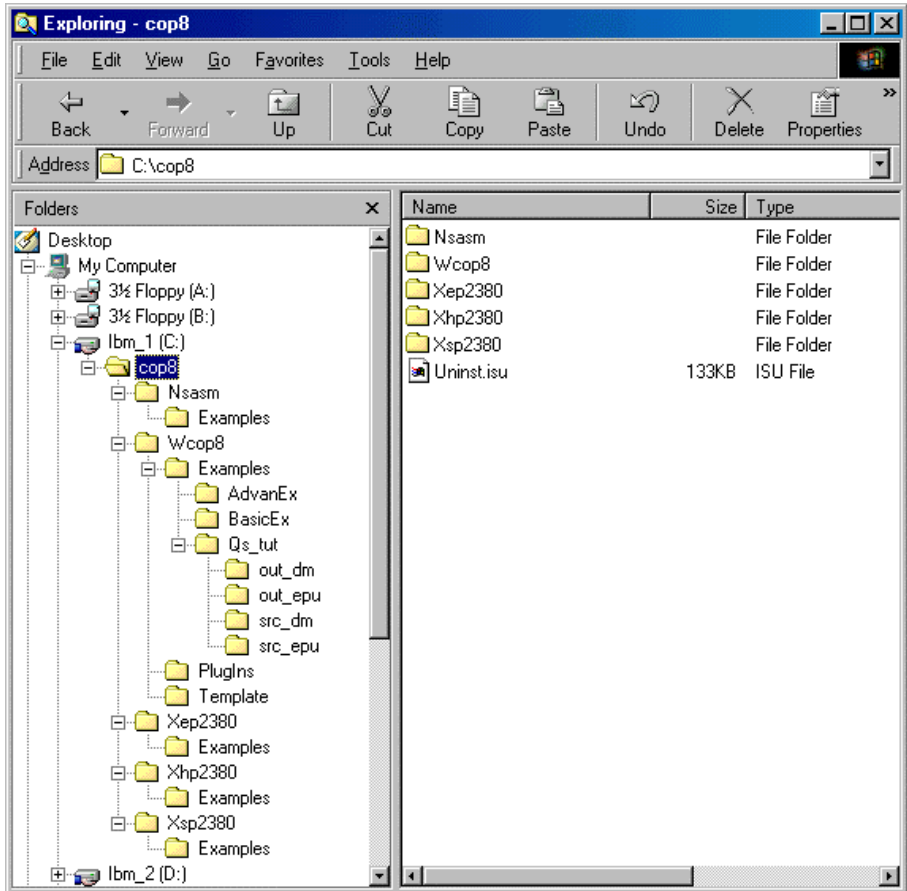 Exploring - cop8
File Edit View Go Favorites Tools Help
Back Forward Up Cut Copy Paste Undo Delete Properties »
Address C:\cop8
Folders
Desktop
My Computer
3½ Floppy (A:)
3½ Floppy (B:)
Ibm_1 (C:)
cop8
Nsasm
Examples
Wcop8
Examples
AdvanEx
BasicEx
Qs_tut
out_dm
out_epu
src_dm
src_epu
PlugIns
Template
Xep2380
Examples
Xhp2380
Examples
Xsp2380
Examples
Ibm_2 (D:)
Name Size Type
Nsasm File Folder
Wcop8 File Folder
Xep2380 File Folder
Xhp2380 File Folder
Xsp2380 File Folder
Uninst.isu 133KB ISU File